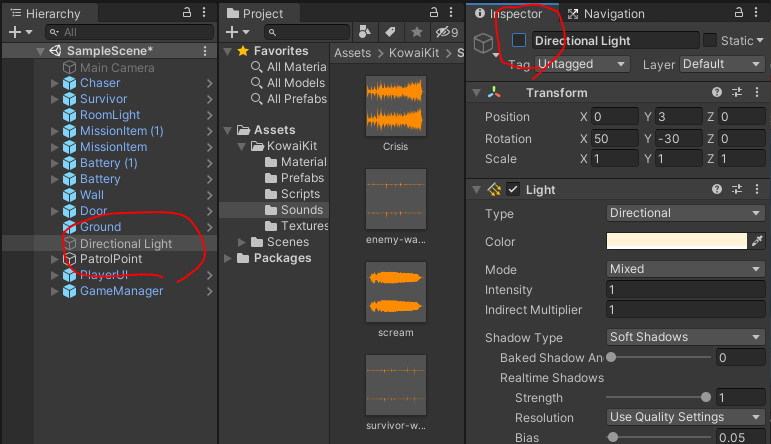 Hierarchy
All
SampleScene*
Main Camera
Chaser
Survivor
RoomLight
MissionItem (1)
MissionItem
Battery (1)
Battery
Wall
Door
Ground
Directional Light
PatrolPoint
PlayerUI
GameManager
Project
9
Favorites
All Materia
All Models
All Prefabs
Assets
KowaiKit
Material
Prefabs
Scripts
Sounds
Textures
Scenes
Packages
Assets > KowaiKit > S
Crisis
enemy-wa...
scream
survivor-w...
Inspector
Navigation
Directional Light
Static
Tag Untagged
Layer Default
Transform
Position X 0 Y 3 Z 0
Rotation X 50 Y -30 Z 0
Scale X 1 Y 1 Z 1
Light
Type Directional
Color
Mode Mixed
Intensity 1
Indirect Multiplier 1
Shadow Type Soft Shadows
Baked Shadow An 0
Realtime Shadows
Strength 1
Resolution Use Quality Settings
Bias 0.05